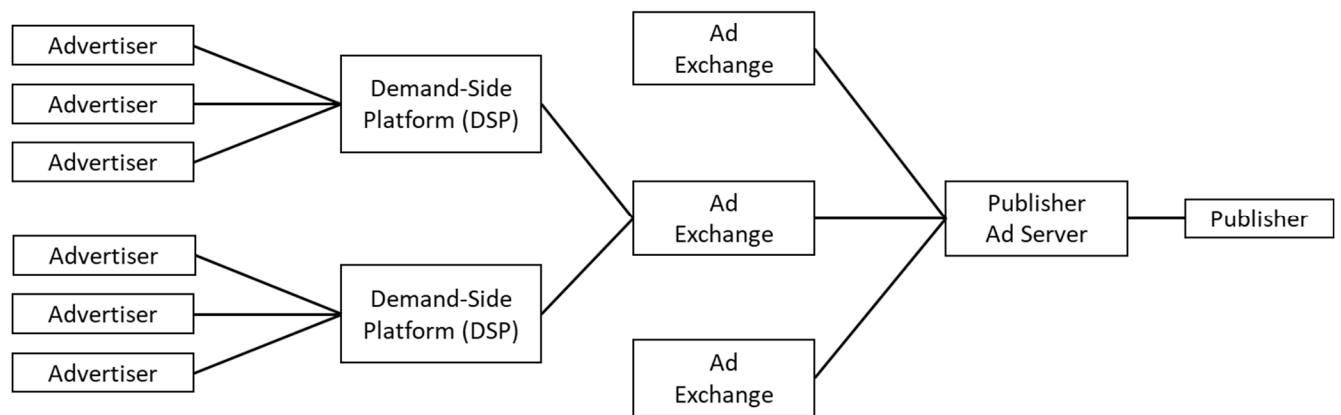 Advertiser
Advertiser
Advertiser
Demand-Side
Platform (DSP)
Advertiser
Advertiser
Advertiser
Demand-Side
Platform (DSP)
Ad
Exchange
Ad
Exchange
Ad
Exchange
Publisher
Ad Server
Publisher